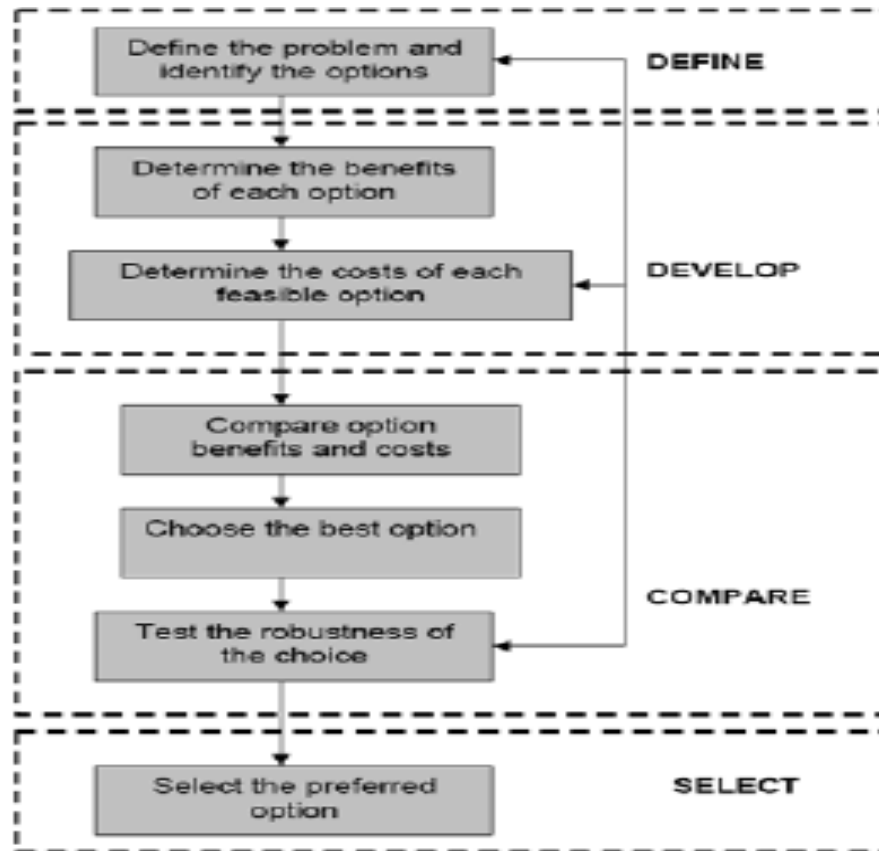 Define the problem and
identify the options
DEFINE
Determine the benefits
of each option
Determine the costs of each
feasible option
DEVELOP
Compare option
benefits and costs
Choose the best option
COMPARE
Test the robustness of
the choice
Select the preferred
option
SELECT